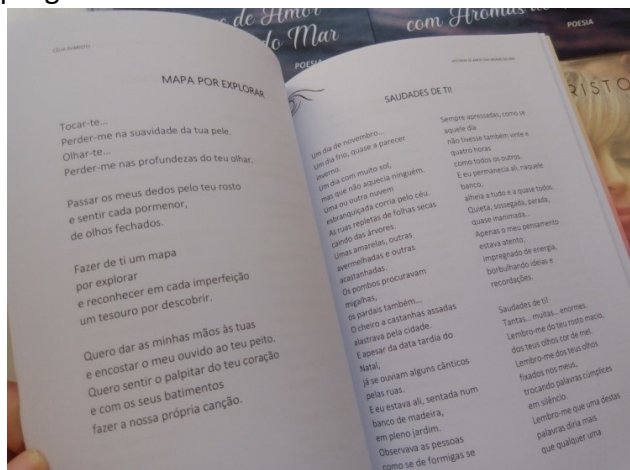 de Amor
do Mar
POESIA
com Aromas
POESIA
RISTO
MAPA POR EXPLORAR
Tocar-te...
Perder-me na suavidade da tua pele.
Olhar-te...
Perder-me nas profundezas do teu olhar.
Passar os meus dedos pelo teu rosto
e sentir cada pormenor,
de olhos fechados.
Fazer de ti um mapa
por explorar
e reconhecer em cada imperfeição
um tesouro por descobrir.
Quero dar as minhas mãos às tuas
e encostar o meu ouvido ao teu peito.
Quero sentir o palpitar do teu coração
e com os seus batimentos
fazer a nossa própria canção.
SAUDADES DE TI!
Um dia de novembro...
Um dia frio, quase a parecer
inverno.
Um dia com muito sol,
mas que não aquecia ninguém.
Uma ou outra nuvem
esbranquiçada corria pelo céu.
As ruas repletas de folhas secas
caindo das árvores.
Umas amarelas, outras
avermelhadas e outras
acastanhadas.
Os pombos procuravam
migalhas,
os pardais também...
O cheiro a castanhas assadas
alastrava pela cidade.
E apesar da data tardia do
Natal,
já se ouviam alguns cânticos
pelas ruas.
E eu estava ali, sentada num
banco de madeira,
em pleno jardim.
Observava as pessoas
como se de formigas se
Sempre apressadas, como se
aquele dia
não tivesse também vinte e
quatro horas
como todos os outros.
E eu permanecia ali, naquele
banco,
alheia a tudo e a quase todos.
Quieta, sossegada, parada,
quase inanimada...
Apenas o meu pensamento
estava atento,
impregnado de energia,
borbulhando ideias e
recordações.
Saudades de ti!
Tantas... muitas... enormes.
Lembro-me do teu rosto macio,
dos teus olhos cor de mel.
Lembro-me dos teus olhos
fixados nos meus,
trocando palavras cúmplices
em silêncio.
Lembro-me que uma destas
palavras diria mais
que qualquer uma